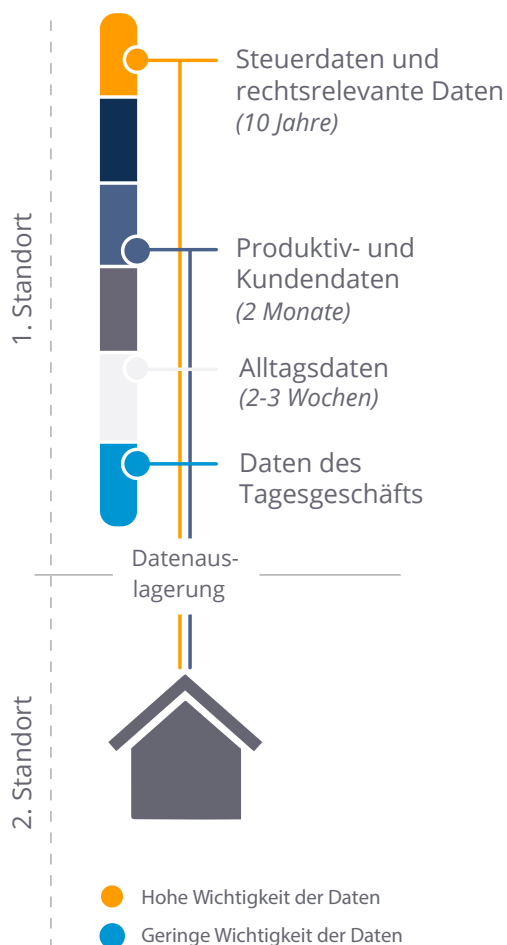 Steuerdaten und
rechtsrelevante Daten
(10 Jahre)
1. Standort
Produktiv- und
Kundendaten
(2 Monate)
Alltagsdaten
(2-3 Wochen)
Daten des
Tagesgeschäfts
Datenaus-
lagerung
2. Standort
Hohe Wichtigkeit der Daten
Geringe Wichtigkeit der Daten